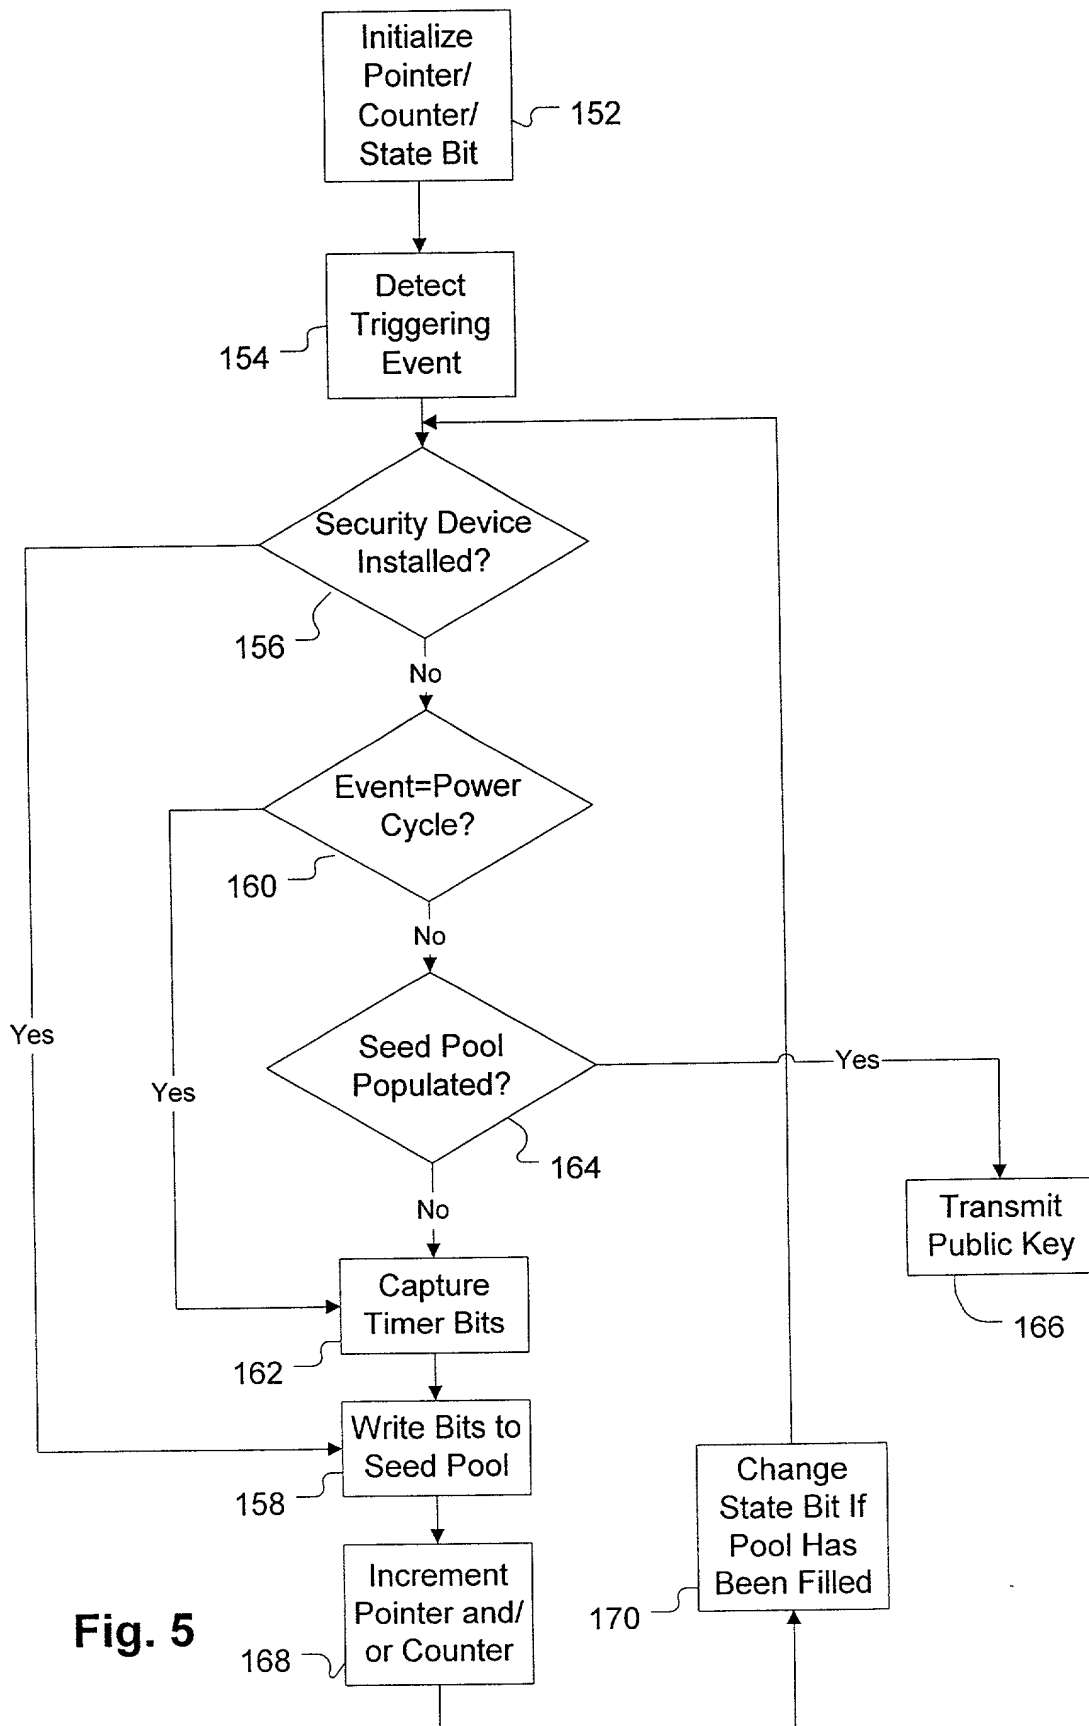 Initialize
Pointer/
Counter/
State Bit
152
Detect
Triggering
Event
154
Security Device
Installed?
156
No
Event=Power
Cycle?
160
No
Yes
Yes
Seed Pool
Populated?
Yes
164
No
Transmit
Public Key
166
Capture
Timer Bits
162
Write Bits to
Seed Pool
158
Change
State Bit If
Pool Has
Been Filled
170
Increment
Pointer and/
or Counter
168
Fig. 5